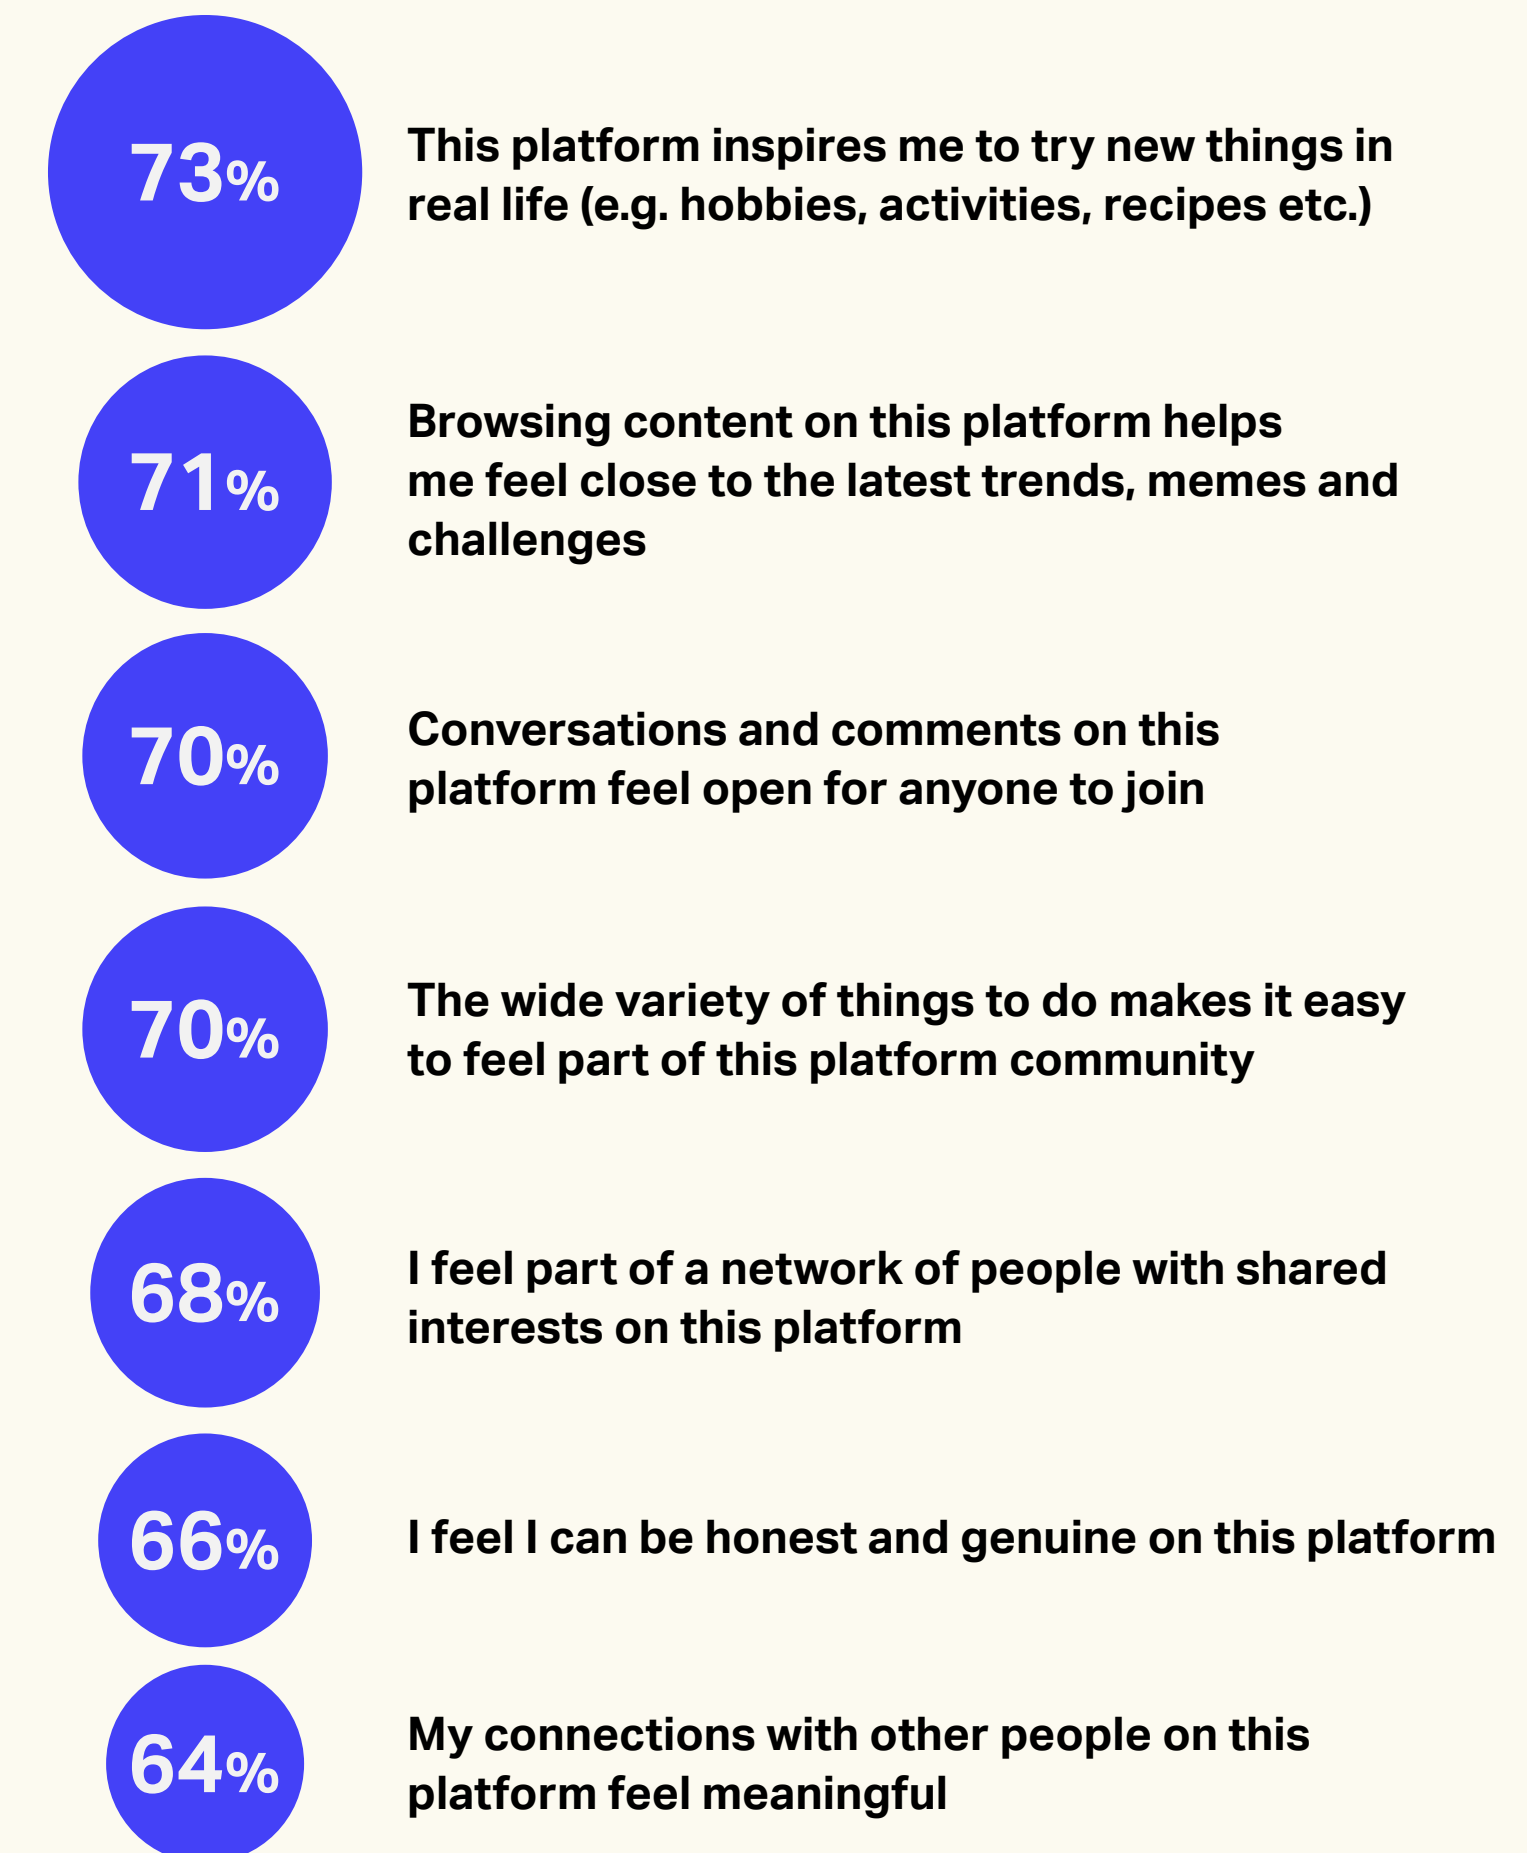 73%
This platform inspires me to try new things in
real life (e.g. hobbies, activities, recipes etc.)
71%
Browsing content on this platform helps
me feel close to the latest trends, memes and
challenges
70%
Conversations and comments on this
platform feel open for anyone to join
70%
The wide variety of things to do makes it easy
to feel part of this platform community
68%
I feel part of a network of people with shared
interests on this platform
66%
I feel I can be honest and genuine on this platform
64%
My connections with other people on this
platform feel meaningful